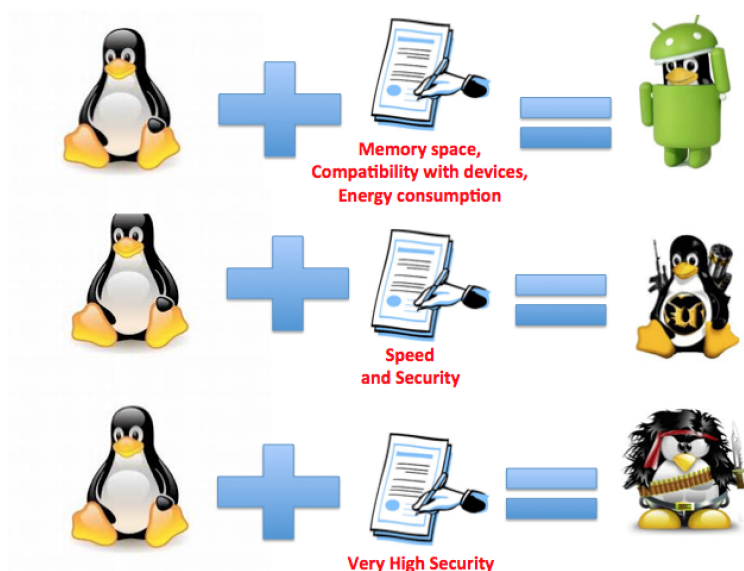 Memory space,
Compatibility with devices,
Energy consumption
Speed
and Security
Very High Security